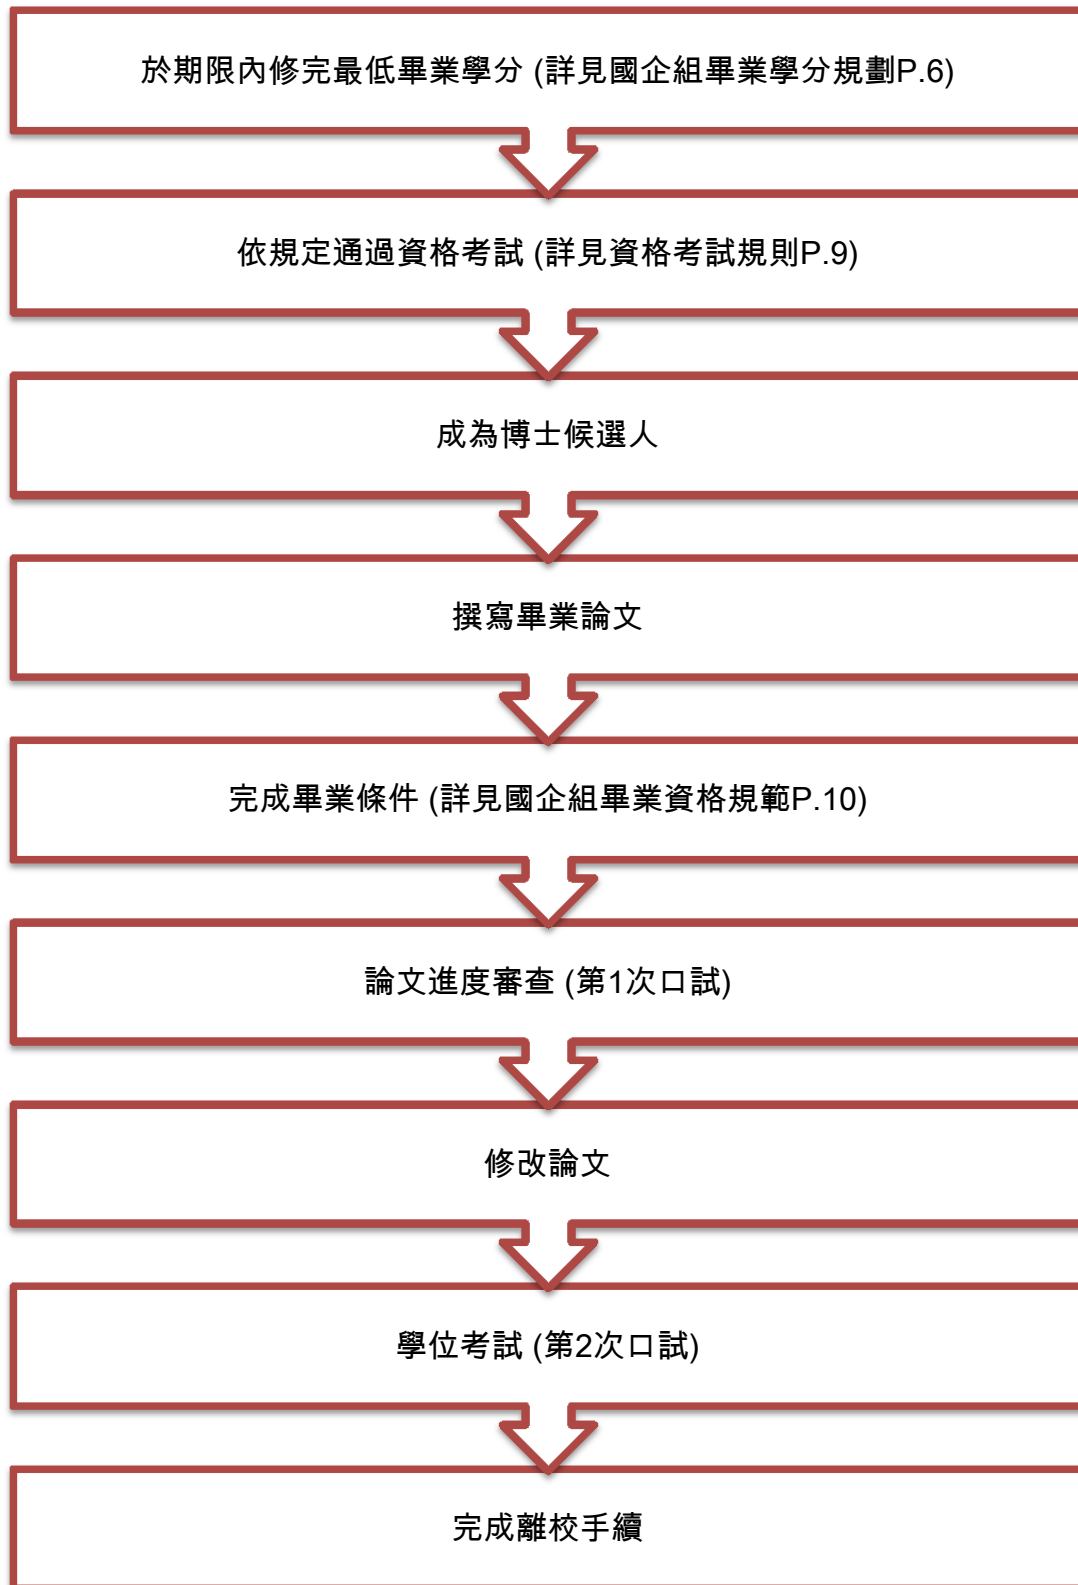 於期限內修完最低畢業學分 (詳見國企組畢業學分規劃P.6)
依規定通過資格考試 (詳見資格考試規則P.9)
成為博士候選人
撰寫畢業論文
完成畢業條件 (詳見國企組畢業資格規範P.10)
論文進度審查 (第1次口試)
修改論文
學位考試 (第2次口試)
完成離校手續